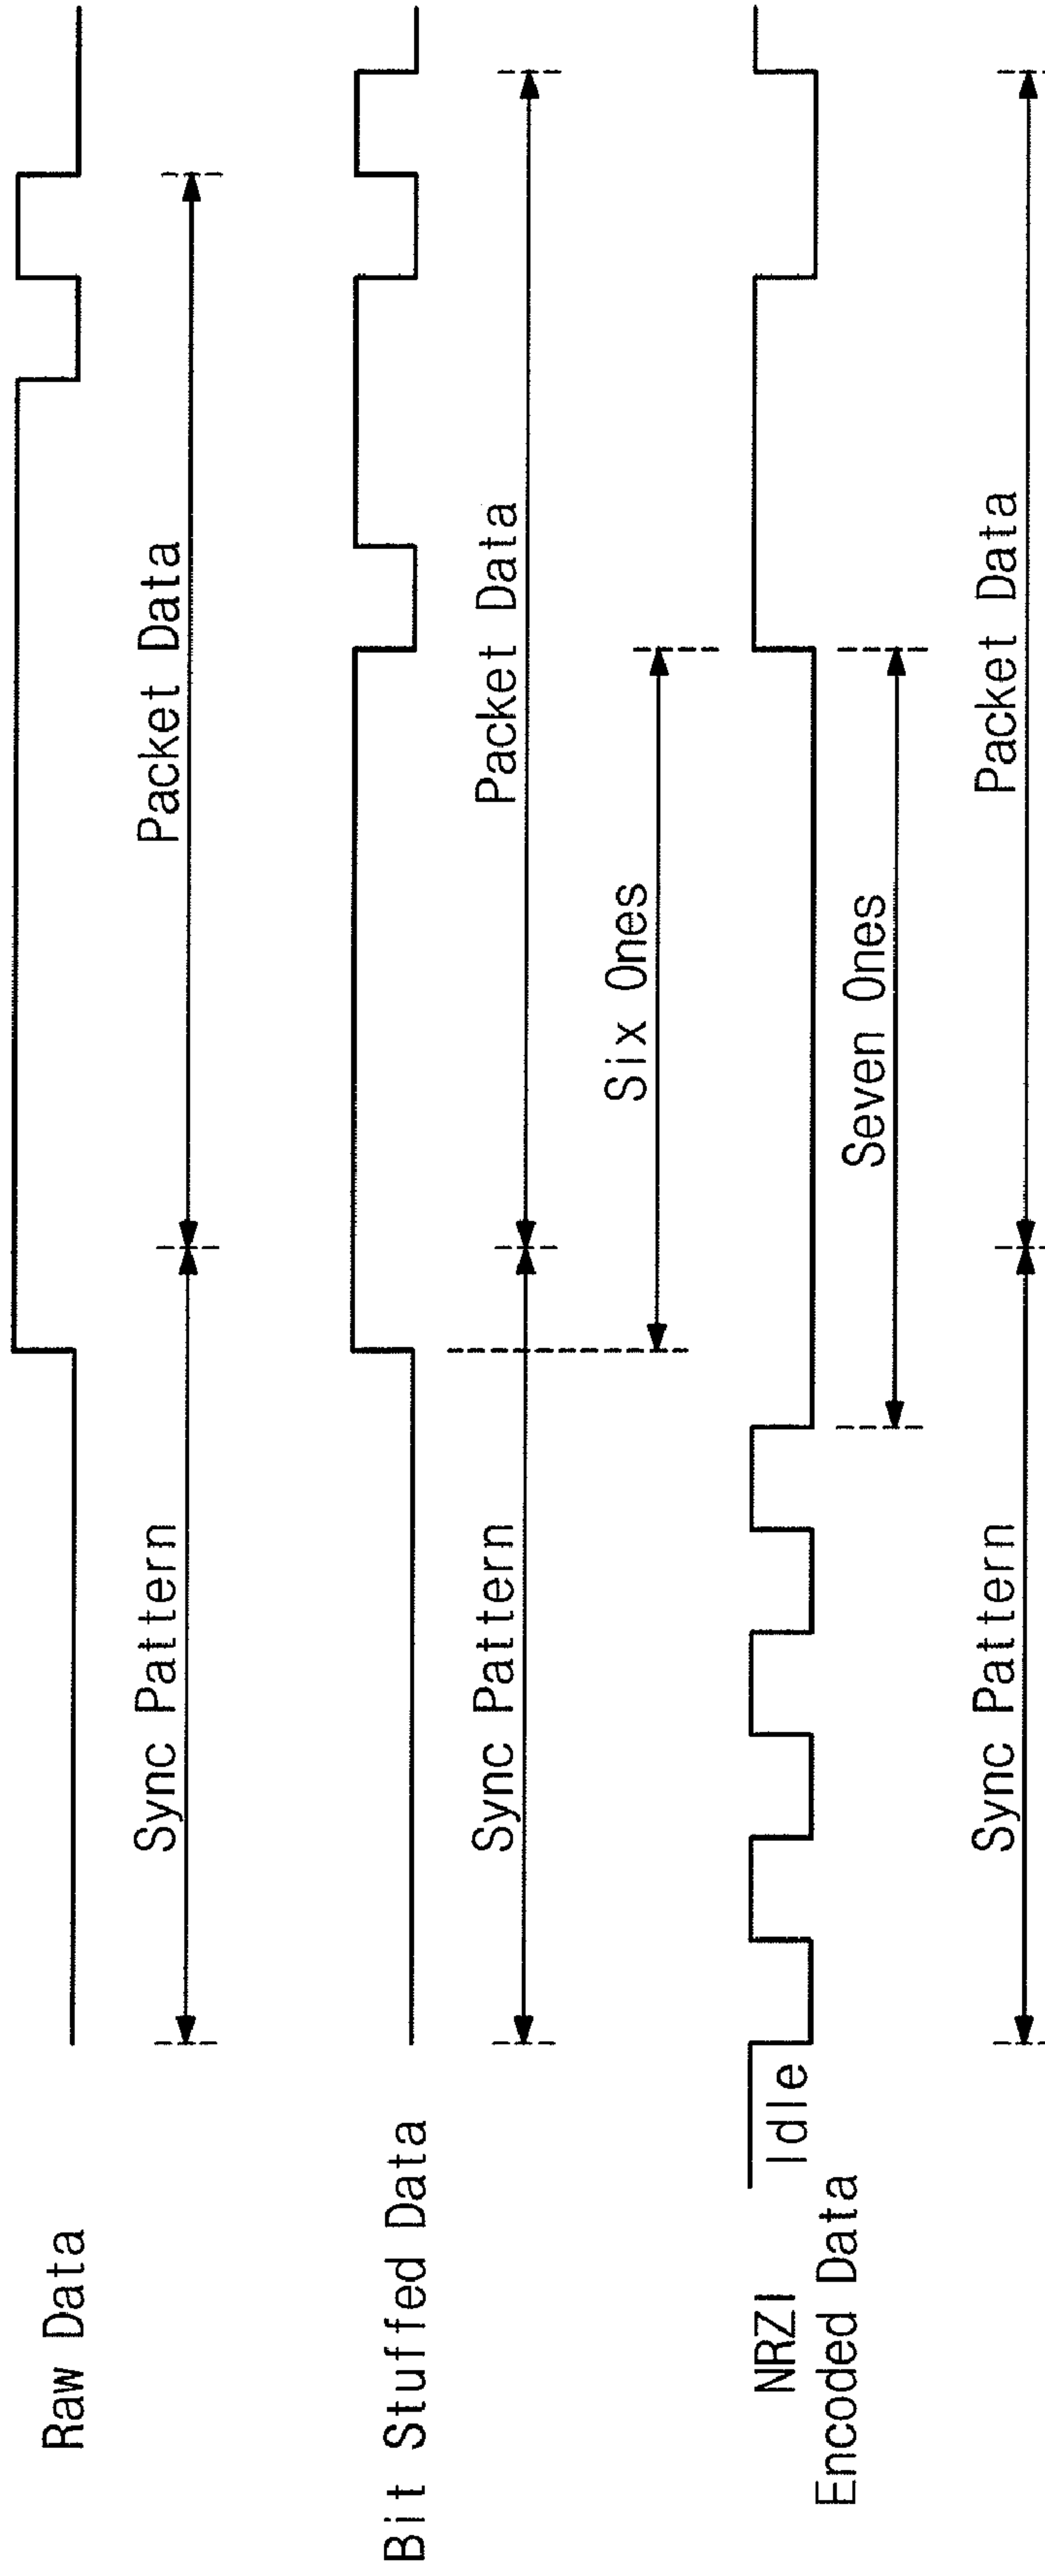 Raw Data
Sync Pattern
Packet Data
Bit Stuffed Data
Sync Pattern
Packet Data
Six Ones
NRZI
Encoded Data
Idle
Seven Ones
Sync Pattern
Packet Data